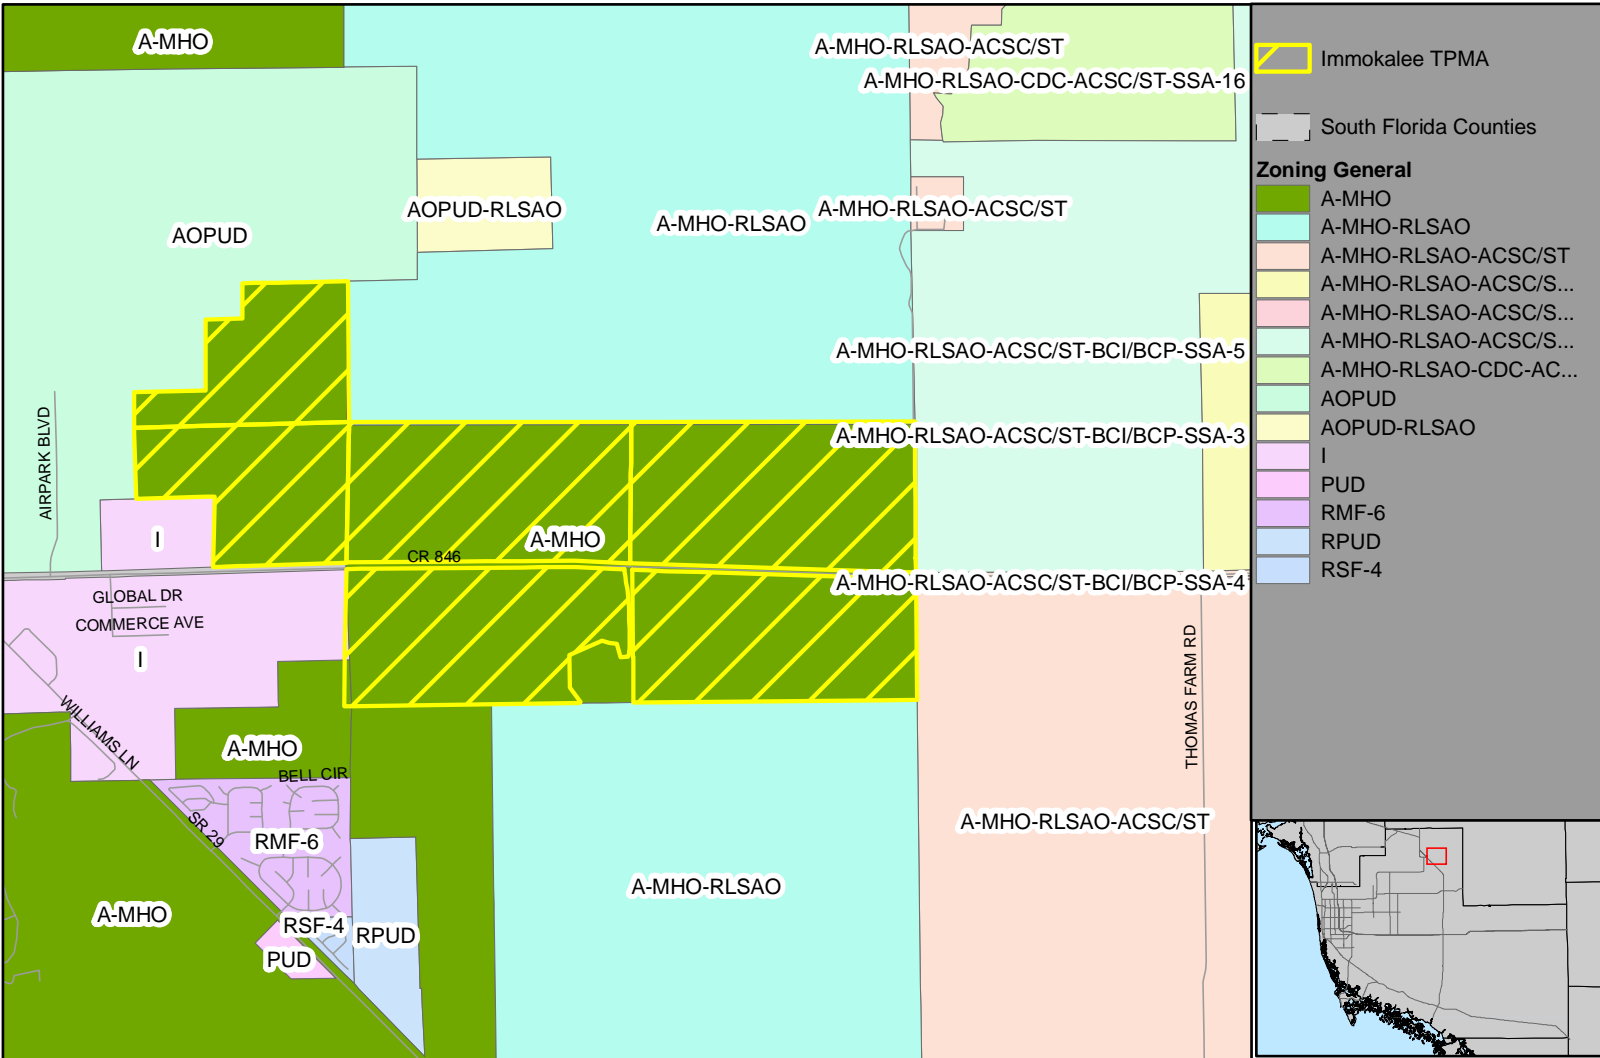 A-MHO
A-MHO-RLSAO-ACSC/ST
A-MHO-RLSAO-CDC-ACSC/ST-SSA-16
AOPUD-RLSAO
A-MHO-RLSAO-ACSC/ST
A-MHO-RLSAO
AOPUD
A-MHO-RLSAO-ACSC/ST-BCI/BCP-SSA-5
AIRPARK BLVD
A-MHO-RLSAO-ACSC/ST-BCI/BCP-SSA-3
I
A-MHO
CR 846
A-MHO-RLSAO-ACSC/ST-BCI/BCP-SSA-4
GLOBAL DR
COMMERCE AVE
I
THOMAS FARM RD
WILLIAMS LN
A-MHO
BELL CIR
SR 29
RMF-6
A-MHO-RLSAO-ACSC/ST
A-MHO-RLSAO
A-MHO
RSF-4
RPUD
PUD
Immokalee TPMA
South Florida Counties
Zoning General
A-MHO
A-MHO-RLSAO
A-MHO-RLSAO-ACSC/ST
A-MHO-RLSAO-ACSC/S...
A-MHO-RLSAO-ACSC/S...
A-MHO-RLSAO-ACSC/S...
A-MHO-RLSAO-CDC-AC...
AOPUD
AOPUD-RLSAO
I
PUD
RMF-6
RPUD
RSF-4